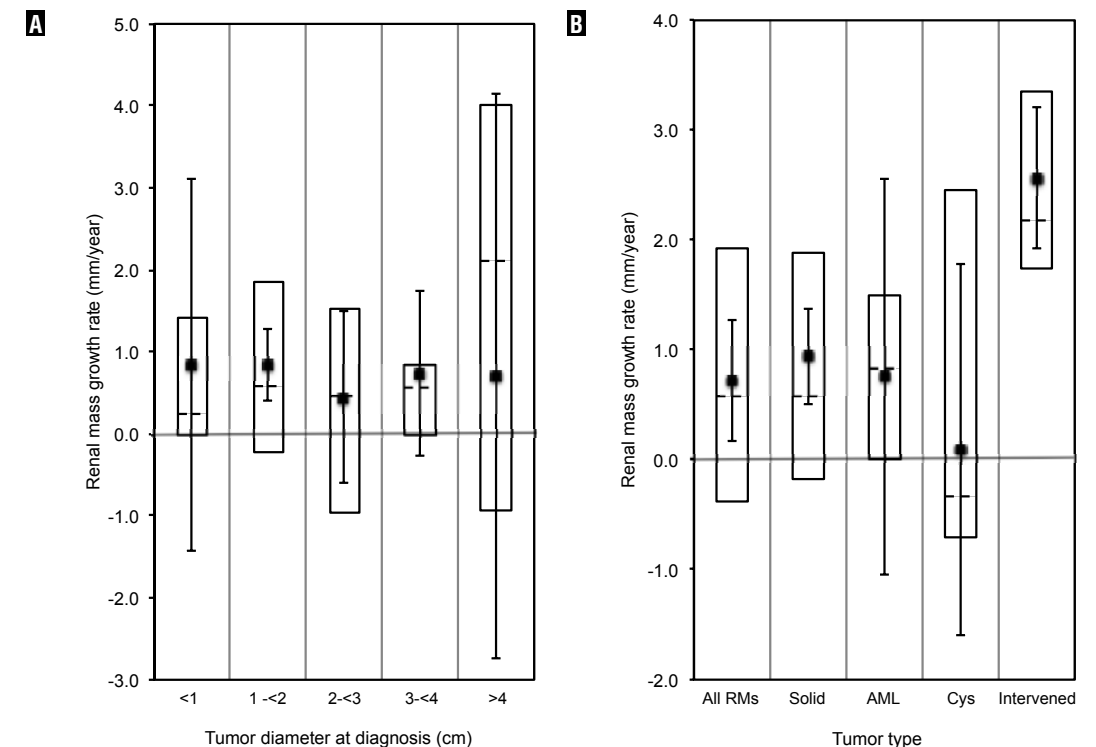 A
Renal mass growth rate (mm/year)
5.0
4.0
3.0
2.0
1.0
0.0
-1.0
-2.0
-3.0
<1
1 -<2
2-<3
3-<4
>4
Tumor diameter at diagnosis (cm)
B
Renal mass growth rate (mm/year)
4.0
3.0
2.0
1.0
0.0
-1.0
-2.0
All RMs
Solid
AML
Cys
Intervened
Tumor type